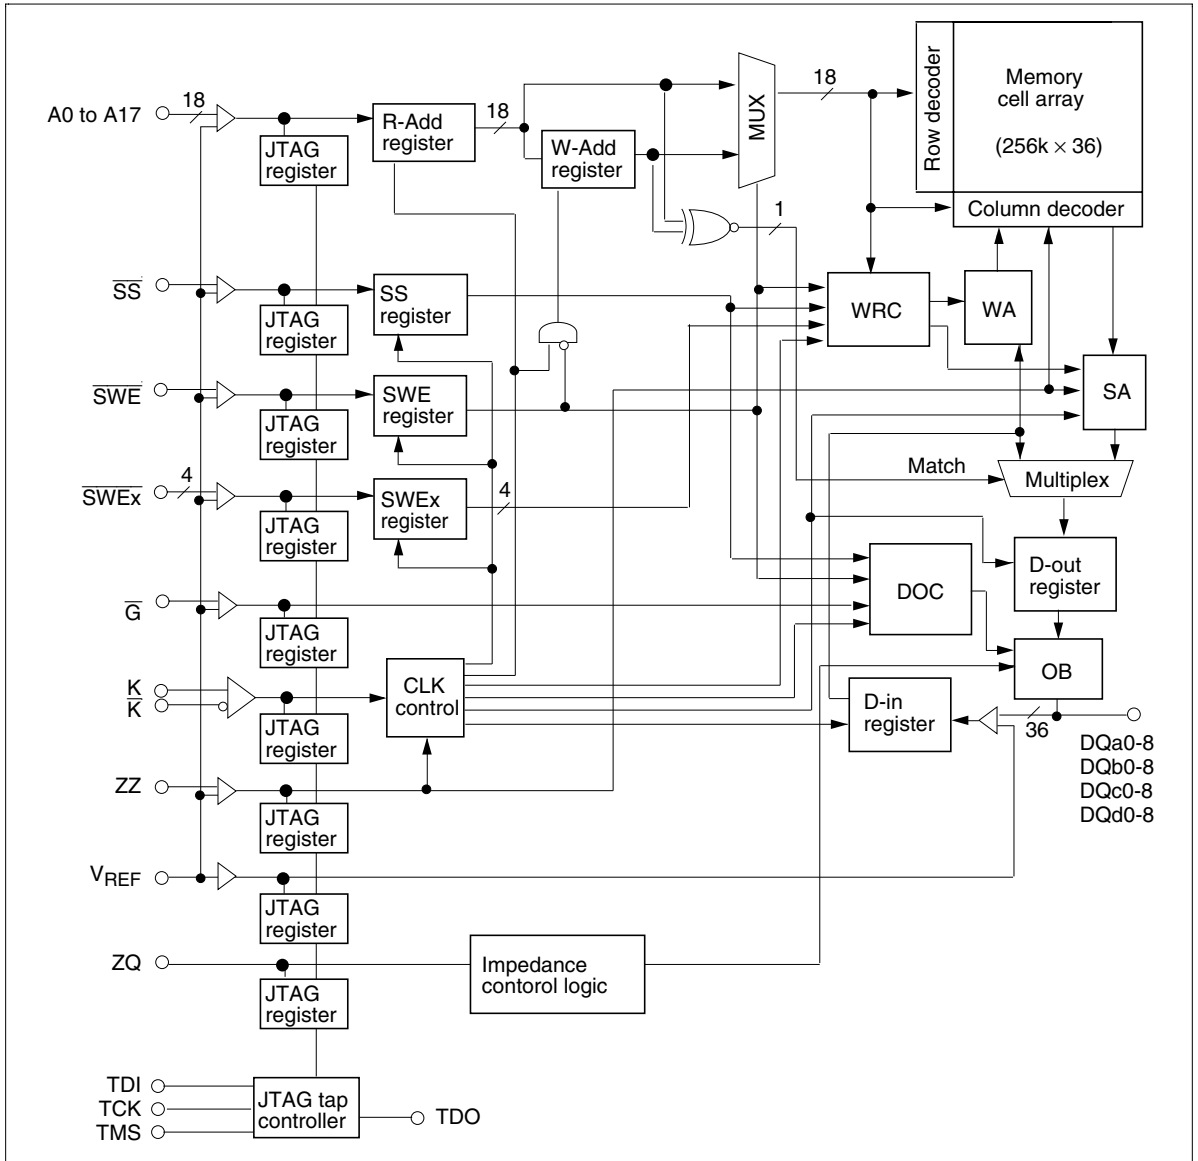 A0 to A17
18
JTAG
register
R-Add
register
18
W-Add
register
MUX
18
Row decoder
Memory
cell array
(256k × 36)
Column decoder
1
SS
JTAG
register
SS
register
WRC
WA
SA
SWE
JTAG
register
SWE
register
SWEx
4
JTAG
register
SWEx
register
4
Match
Multiplex
G
JTAG
register
DOC
D-out
register
K
K
JTAG
register
CLK
control
D-in
register
OB
36
DQa0-8
DQb0-8
DQc0-8
DQd0-8
ZZ
JTAG
register
VREF
JTAG
register
ZQ
JTAG
register
Impedance
contorol logic
TDI
TCK
TMS
JTAG tap
controller
TDO